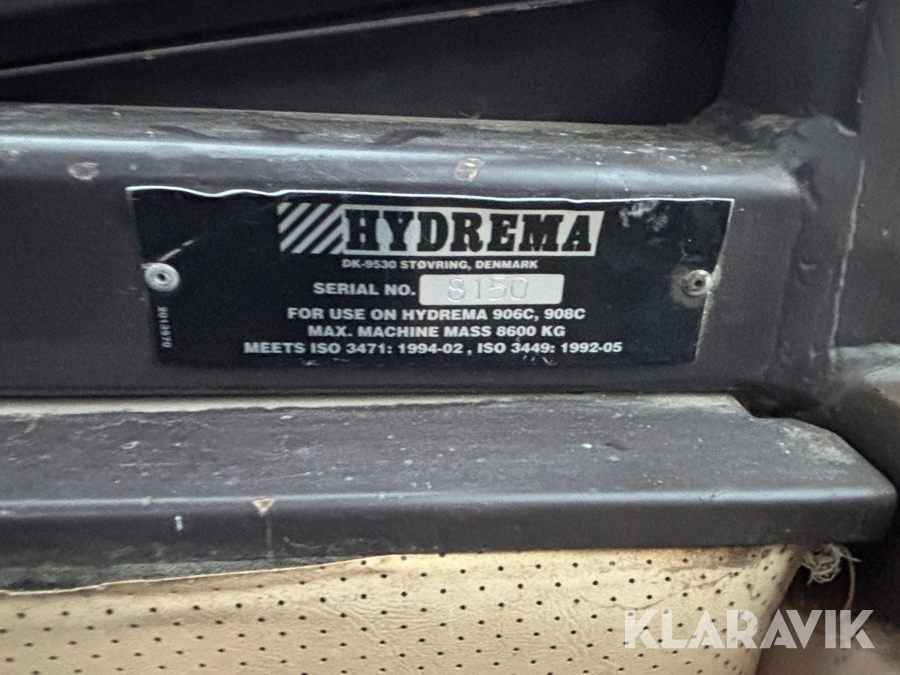 HYDREMA
DK-9530 STØVRING, DENMARK
SERIAL NO. 8150
FOR USE ON HYDREMA 906C, 908C
MAX. MACHINE MASS 8600 KG
MEETS ISO 3471: 1994-02, ISO 3449: 1992-05
KLARAVIK